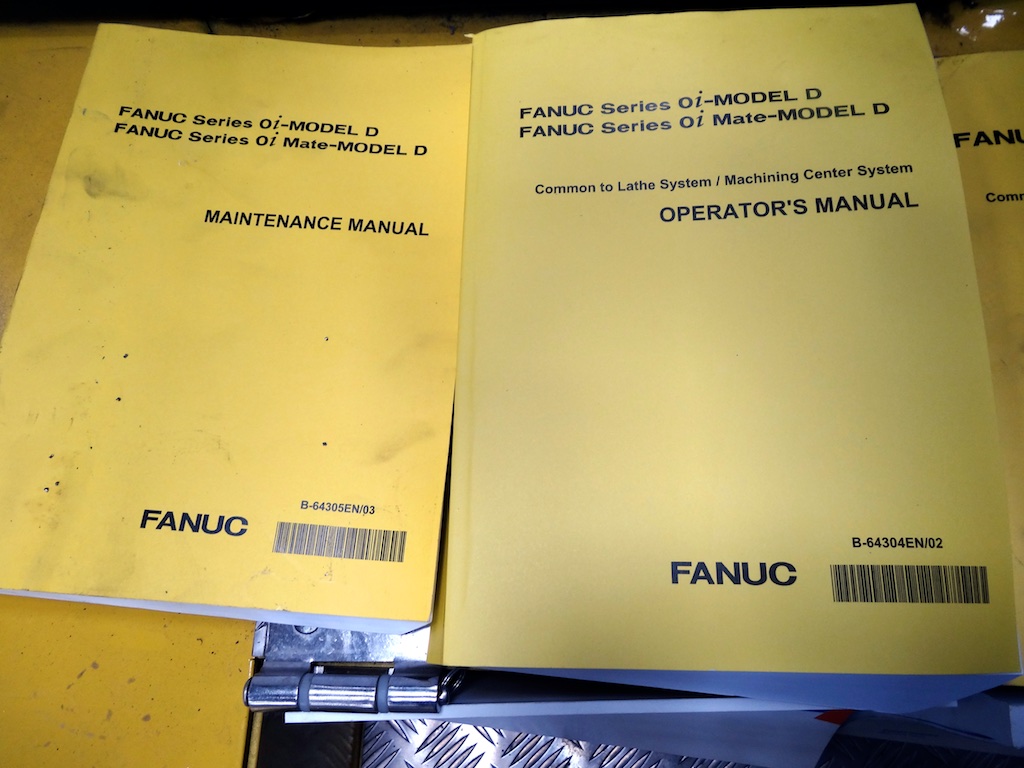 FANUC Series 0i-MODEL D
FANUC Series 0i Mate-MODEL D
MAINTENANCE MANUAL
B-64305EN/03
FANUC
FANUC Series 0i-MODEL D
FANUC Series 0i Mate-MODEL D
Common to Lathe System / Machining Center System
OPERATOR'S MANUAL
B-64304EN/02
FANUC